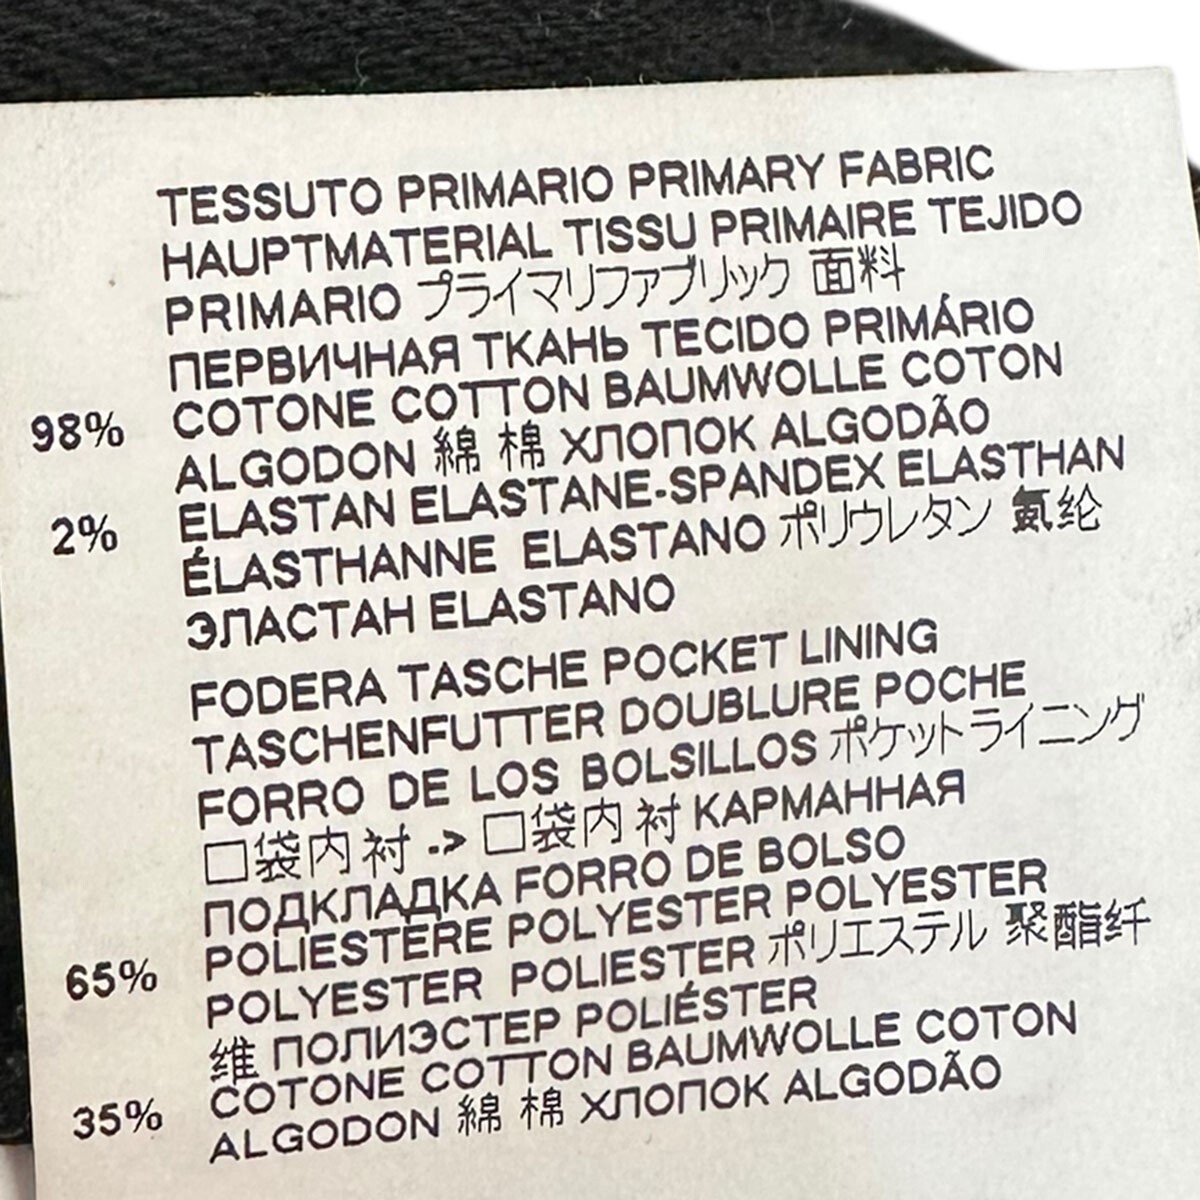 TESSUTO PRIMARIO PRIMARY FABRIC
HAUPTMATERIAL TISSU PRIMAIRE TEJIDO
PRIMARIO プライマリファブリック 面料
ПЕРВИЧНАЯ ТКАНЬ TECIDO PRIMÁRIO
98% COTONE COTTON BAUMWOLLE COTON
ALGODON 綿 棉 ХЛОПОК ALGODÃO
2% ELASTAN ELASTANE-SPANDEX ELASTHAN
ÉLASTHANNE ELASTANO ポリウレタン 氨纶
ЭЛАСТАН ELASTANO
FODERA TASCHE POCKET LINING
TASCHENFUTTER DOUBLURE POCHE
FORRO DE LOS BOLSILLOS ポケットライニング
口袋内衬 -> 口袋内衬 КАРМАННАЯ
ПОДКЛАДКА FORRO DE BOLSO
65% POLIESTERE POLYESTER POLYESTER
POLYESTER POLIESTER ポリエステル 聚酯纤
维 ПОЛИЭСТЕР POLIÉSTER
35% COTONE COTTON BAUMWOLLE COTON
ALGODON 綿 棉 ХЛОПОК ALGODÃO